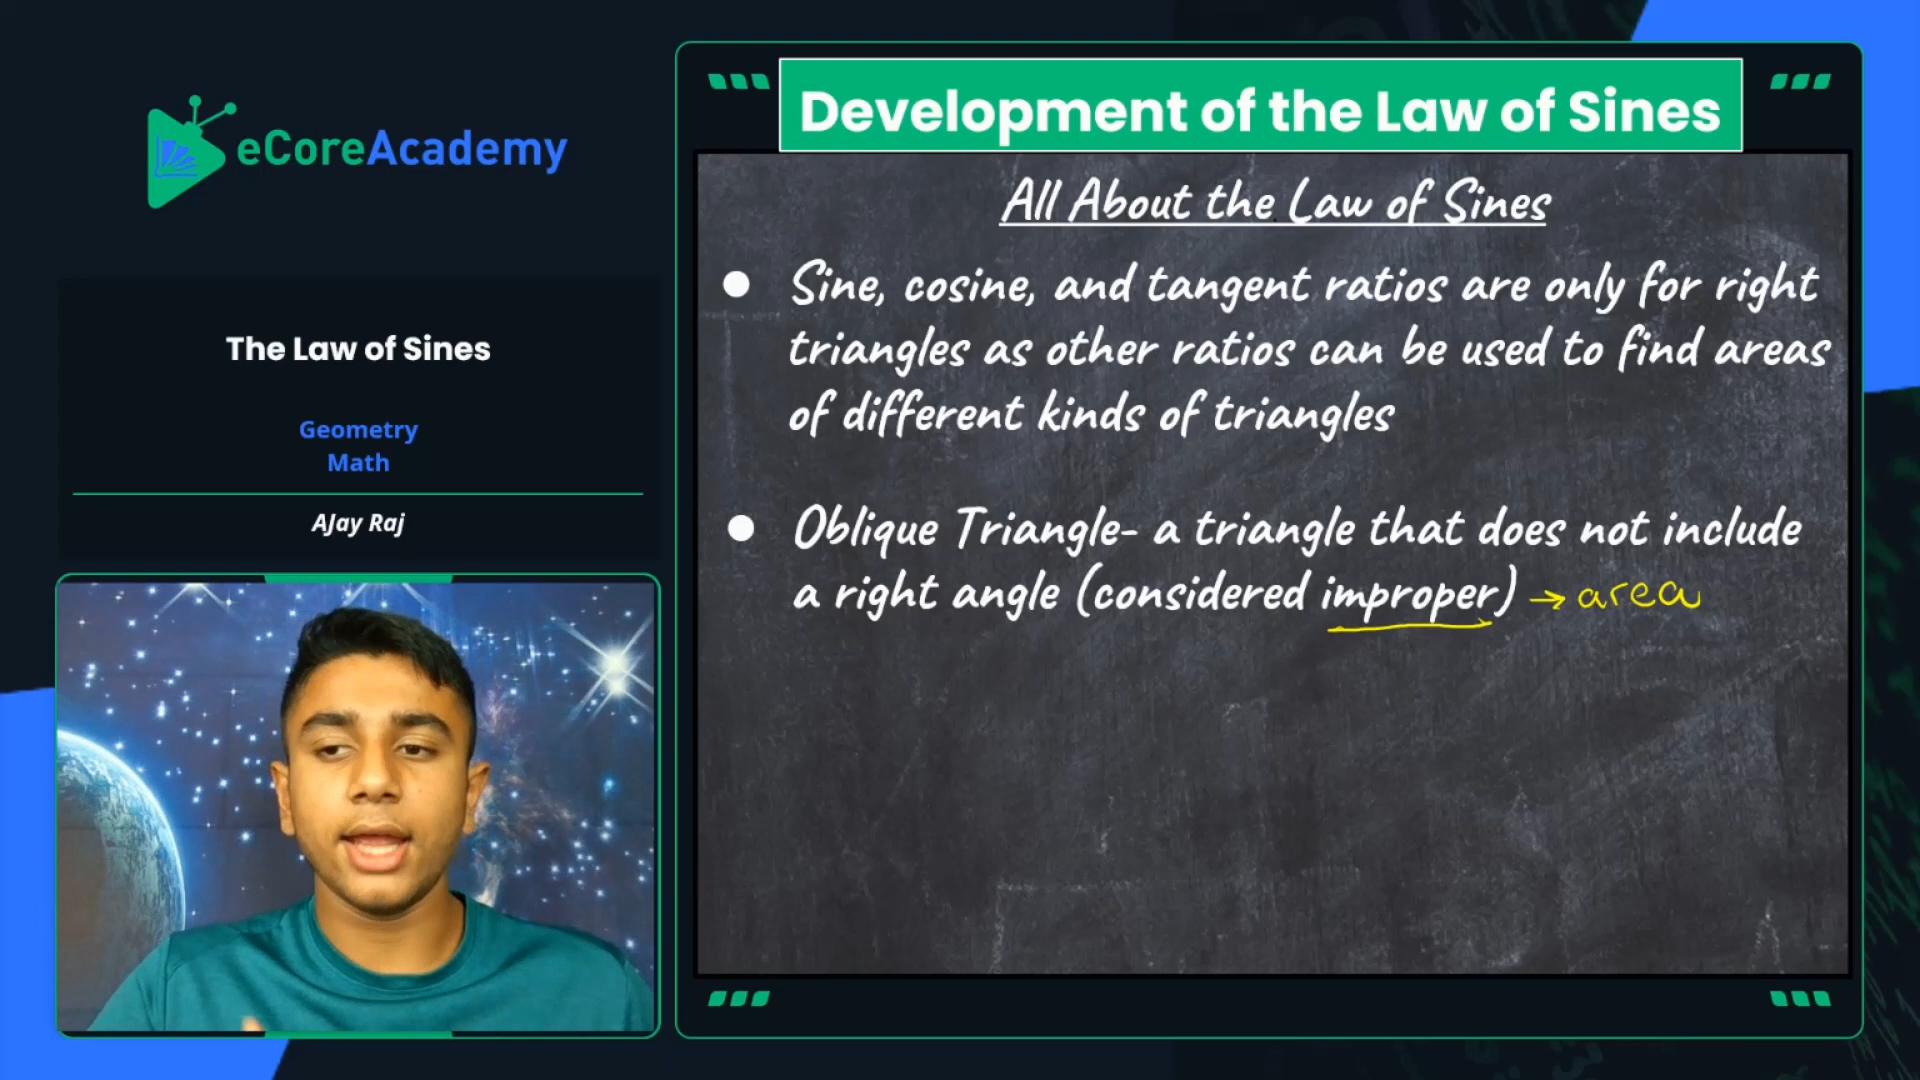 eCoreAcademy
The Law of Sines
Geometry
Math
AJay Raj
Development of the Law of Sines
All About the Law of Sines
Sine, cosine, and tangent ratios are only for right
triangles as other ratios can be used to find areas
of different kinds of triangles
Oblique Triangle- a triangle that does not include
a right angle (considered improper) → area